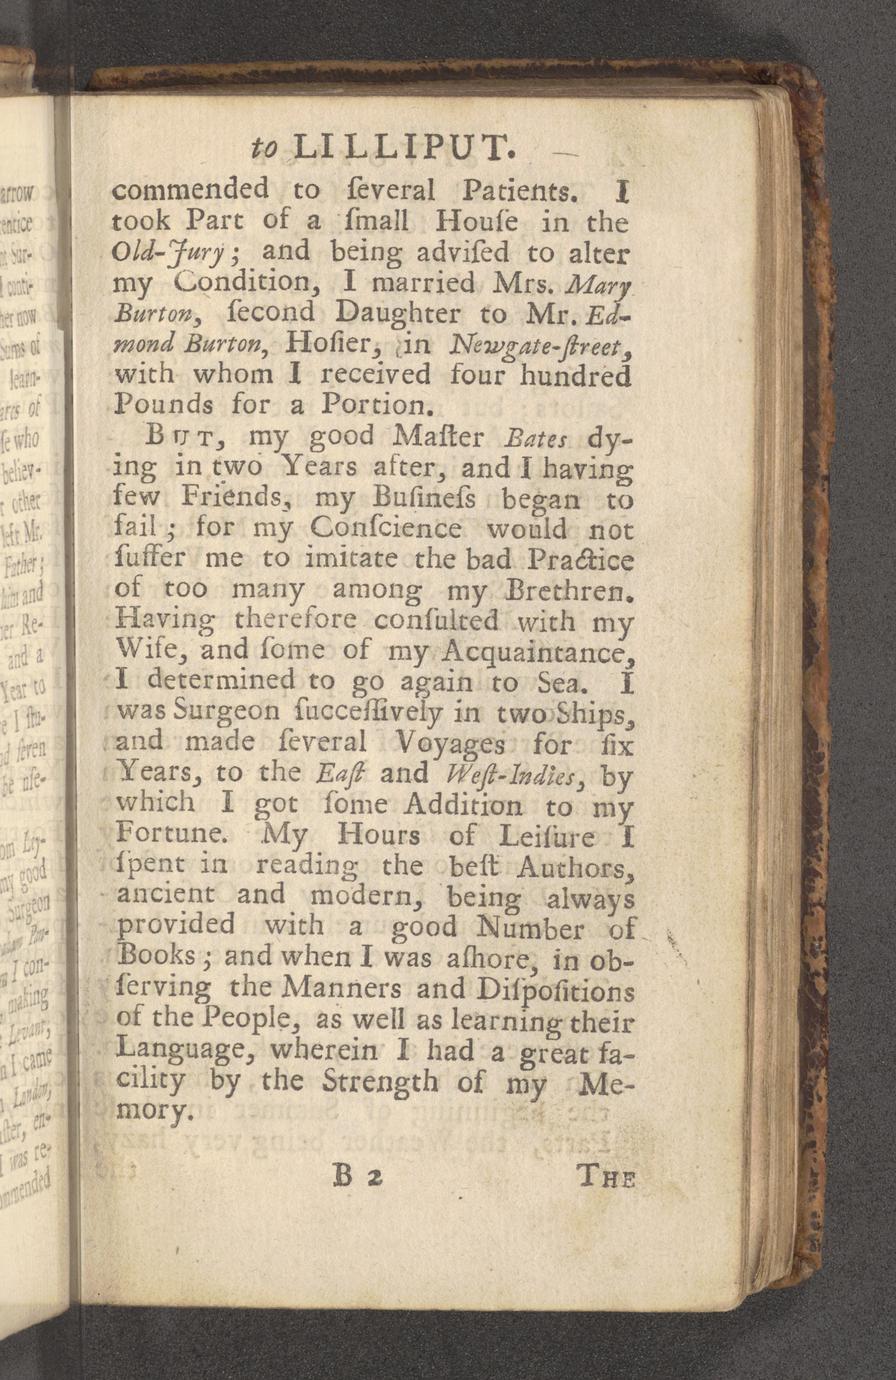 to LILLIPUT.
commended to ſeveral Patients. I
took Part of a ſmall Houſe in the
Old-Jury; and being adviſed to alter
my Condition, I married Mrs. Mary
Burton, ſecond Daughter to Mr. Ed-
mond Burton, Hoſier, in Newgate-ſtreet,
with whom I received four hundred
Pounds for a Portion.
BUT, my good Maſter Bates dy-
ing in two Years after, and I having
few Friends, my Buſineſs began to
fail; for my Conſcience would not
ſuffer me to imitate the bad Practice
of too many among my Brethren.
Having therefore conſulted with my
Wife, and ſome of my Acquaintance,
I determined to go again to Sea. I
was Surgeon ſucceſſively in two Ships,
and made ſeveral Voyages for ſix
Years, to the Eaſt and Weſt-Indies, by
which I got ſome Addition to my
Fortune. My Hours of Leiſure I
ſpent in reading the beſt Authors,
ancient and modern, being always
provided with a good Number of
Books; and when I was aſhore, in ob-
ſerving the Manners and Diſpoſitions
of the People, as well as learning their
Language, wherein I had a great fa-
cility by the Strength of my Me-
mory.
B 2 THE